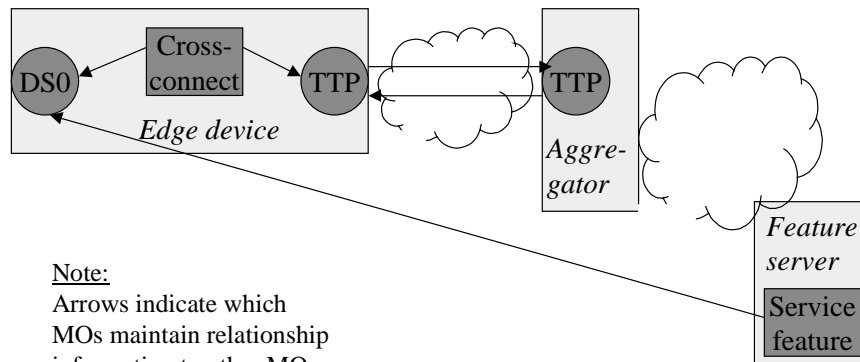 Cross-
connect
DS0
TTP
TTP
Edge device
Aggre-
gator
Feature
server
Service
feature
Note:
Arrows indicate which
MOs maintain relationship